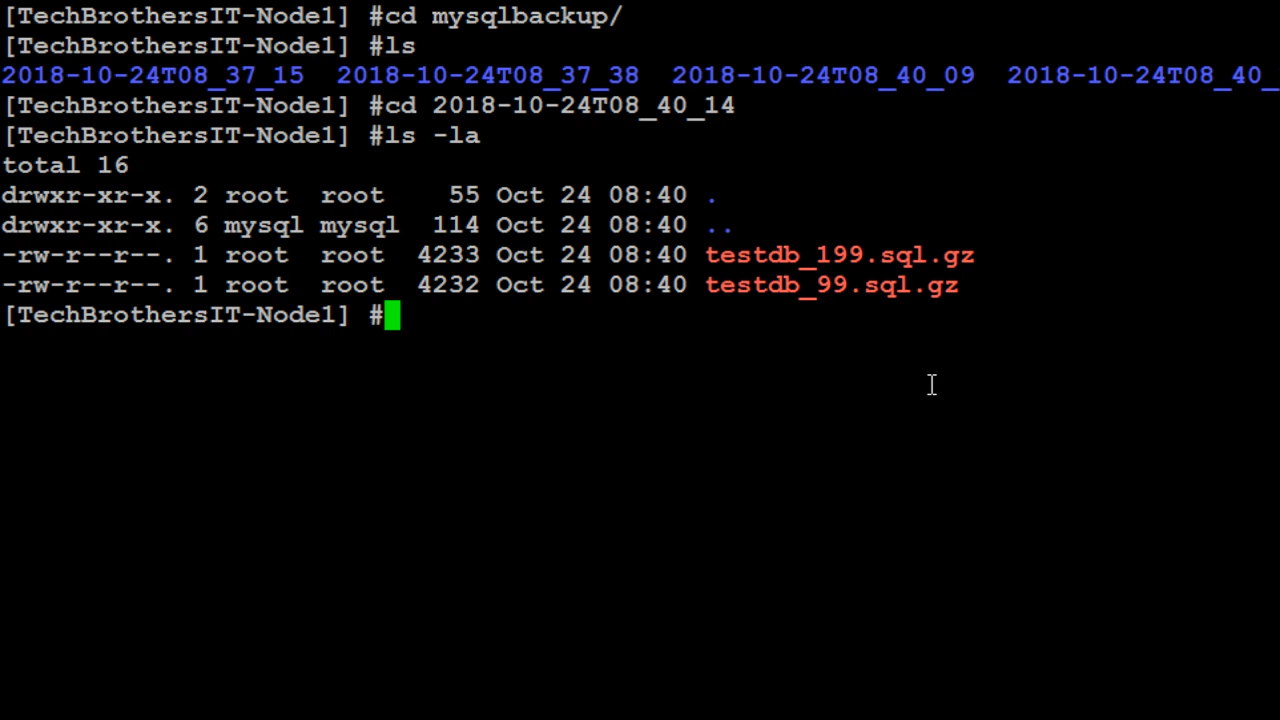 [TechBrothersIT-Node1] #cd mysqlbackup/
[TechBrothersIT-Node1] #ls
2018-10-24T08_37_15  2018-10-24T08_37_38  2018-10-24T08_40_09  2018-10-24T08_40_
[TechBrothersIT-Node1] #cd 2018-10-24T08_40_14
[TechBrothersIT-Node1] #ls -la
total 16
drwxr-xr-x. 2 root  root    55 Oct 24 08:40 .
drwxr-xr-x. 6 mysql mysql  114 Oct 24 08:40 ..
-rw-r--r--. 1 root  root  4233 Oct 24 08:40 testdb_199.sql.gz
-rw-r--r--. 1 root  root  4232 Oct 24 08:40 testdb_99.sql.gz
[TechBrothersIT-Node1] #